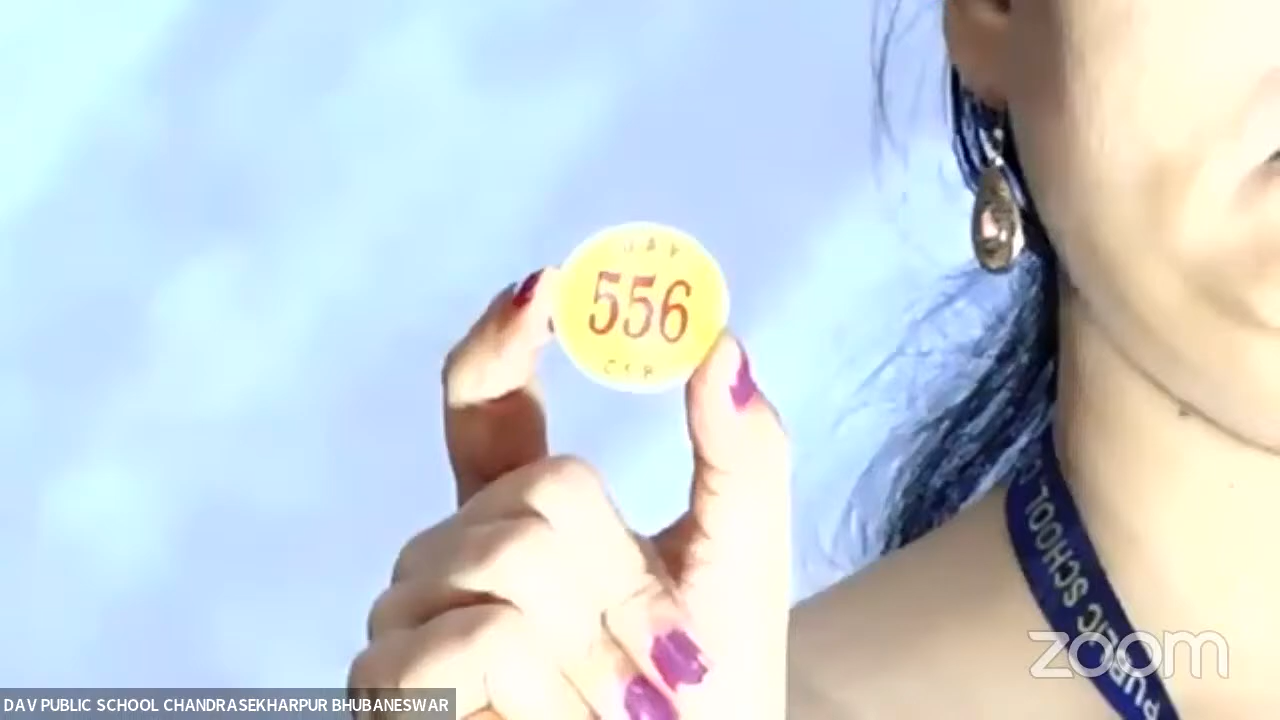 DAV
556
CSP
PUBLIC SCHOOL
zoom
DAV PUBLIC SCHOOL CHANDRASEKHARPUR BHUBANESWAR